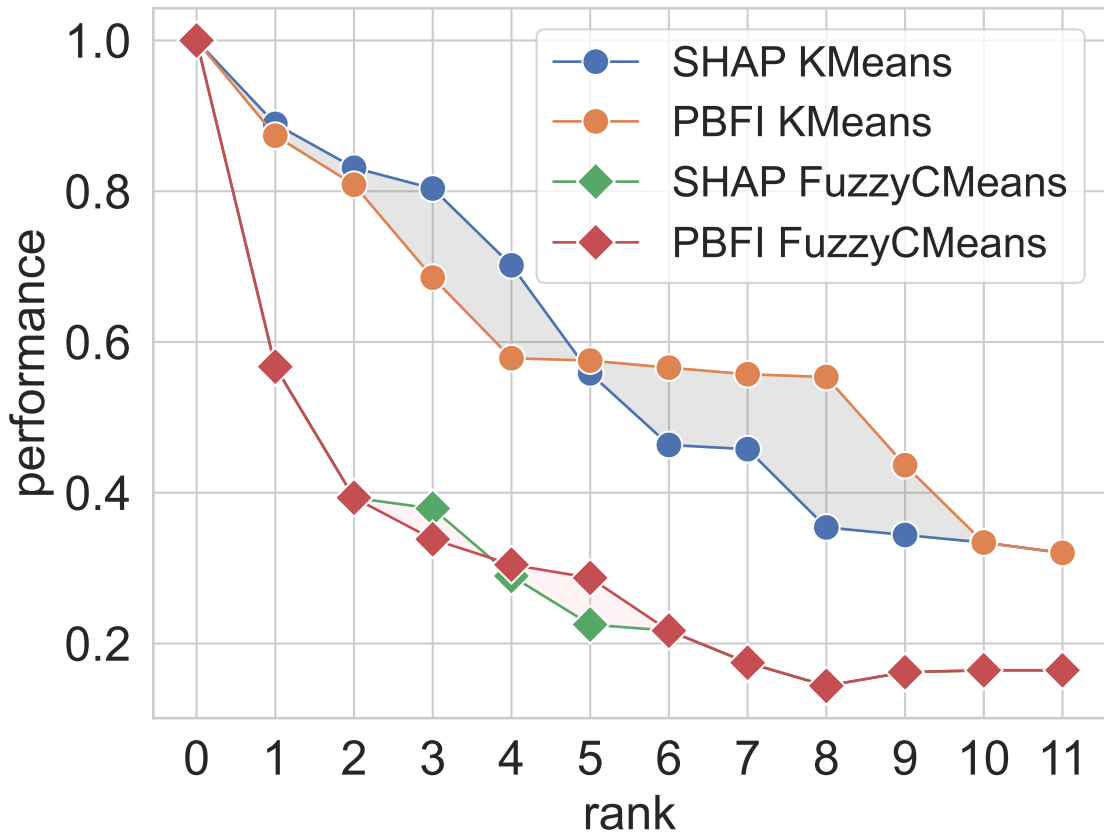 1.0
0.8
0.6
0.4
0.2
performance
SHAP KMeans
PBFI KMeans
SHAP FuzzyCMeans
PBFI FuzzyCMeans
0 1 2 3 4 5 6 7 8 9 10 11
rank